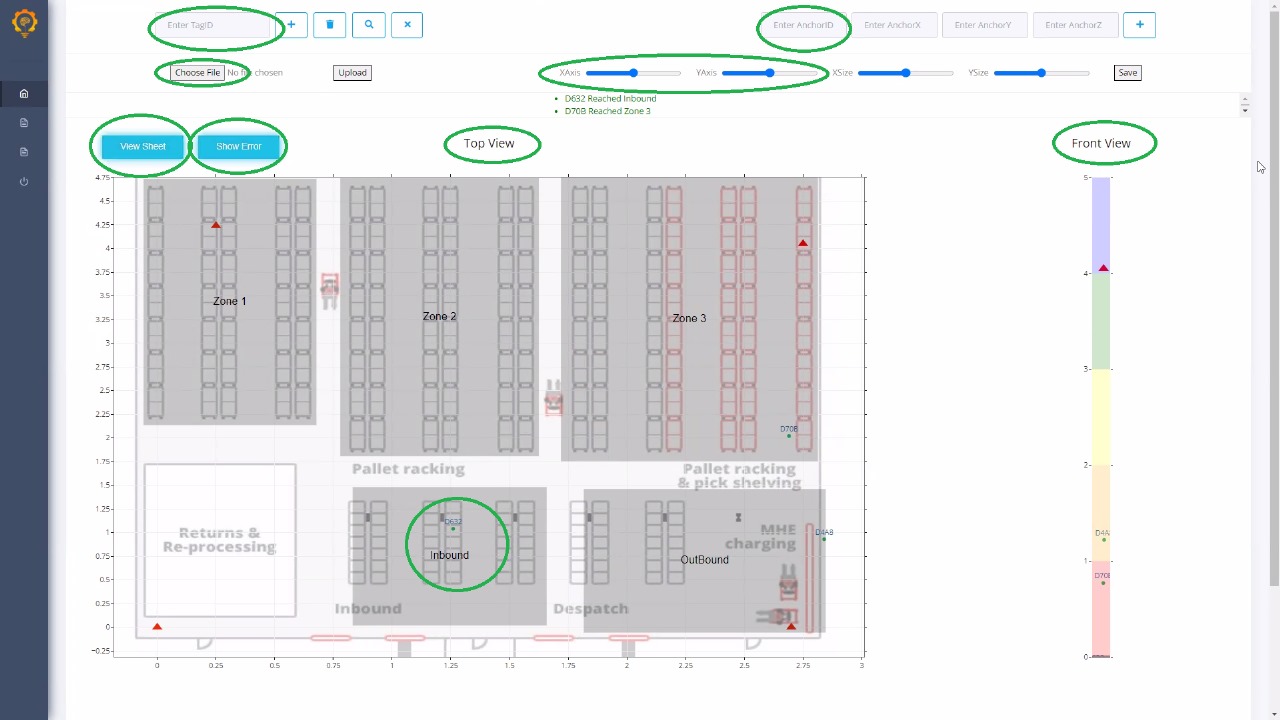 Enter TagID
Enter AnchorID
Enter AnchorX
Enter AnchorY
Enter AnchorZ
Choose File No file chosen
Upload
XAxis
YAxis
XSize
YSize
Save
D632 Reached Inbound
D70B Reached Zone 3
View Sheet
Show Error
Top View
Front View
4.75
4.5
4.25
4
3.75
3.5
3.25
3
2.75
2.5
2.25
2
1.75
1.5
1.25
1
0.75
0.5
0.25
0
−0.25
Zone 1
Zone 2
Zone 3
D70B
Pallet racking
Pallet racking
& pick shelving
Returns &
Re-processing
D632
Inbound
MHE
charging
D4A8
OutBound
Inbound
Despatch
0
0.25
0.5
0.75
1
1.25
1.5
1.75
2
2.25
2.5
2.75
3
5
4
3
2
1
0
D4A
D70B